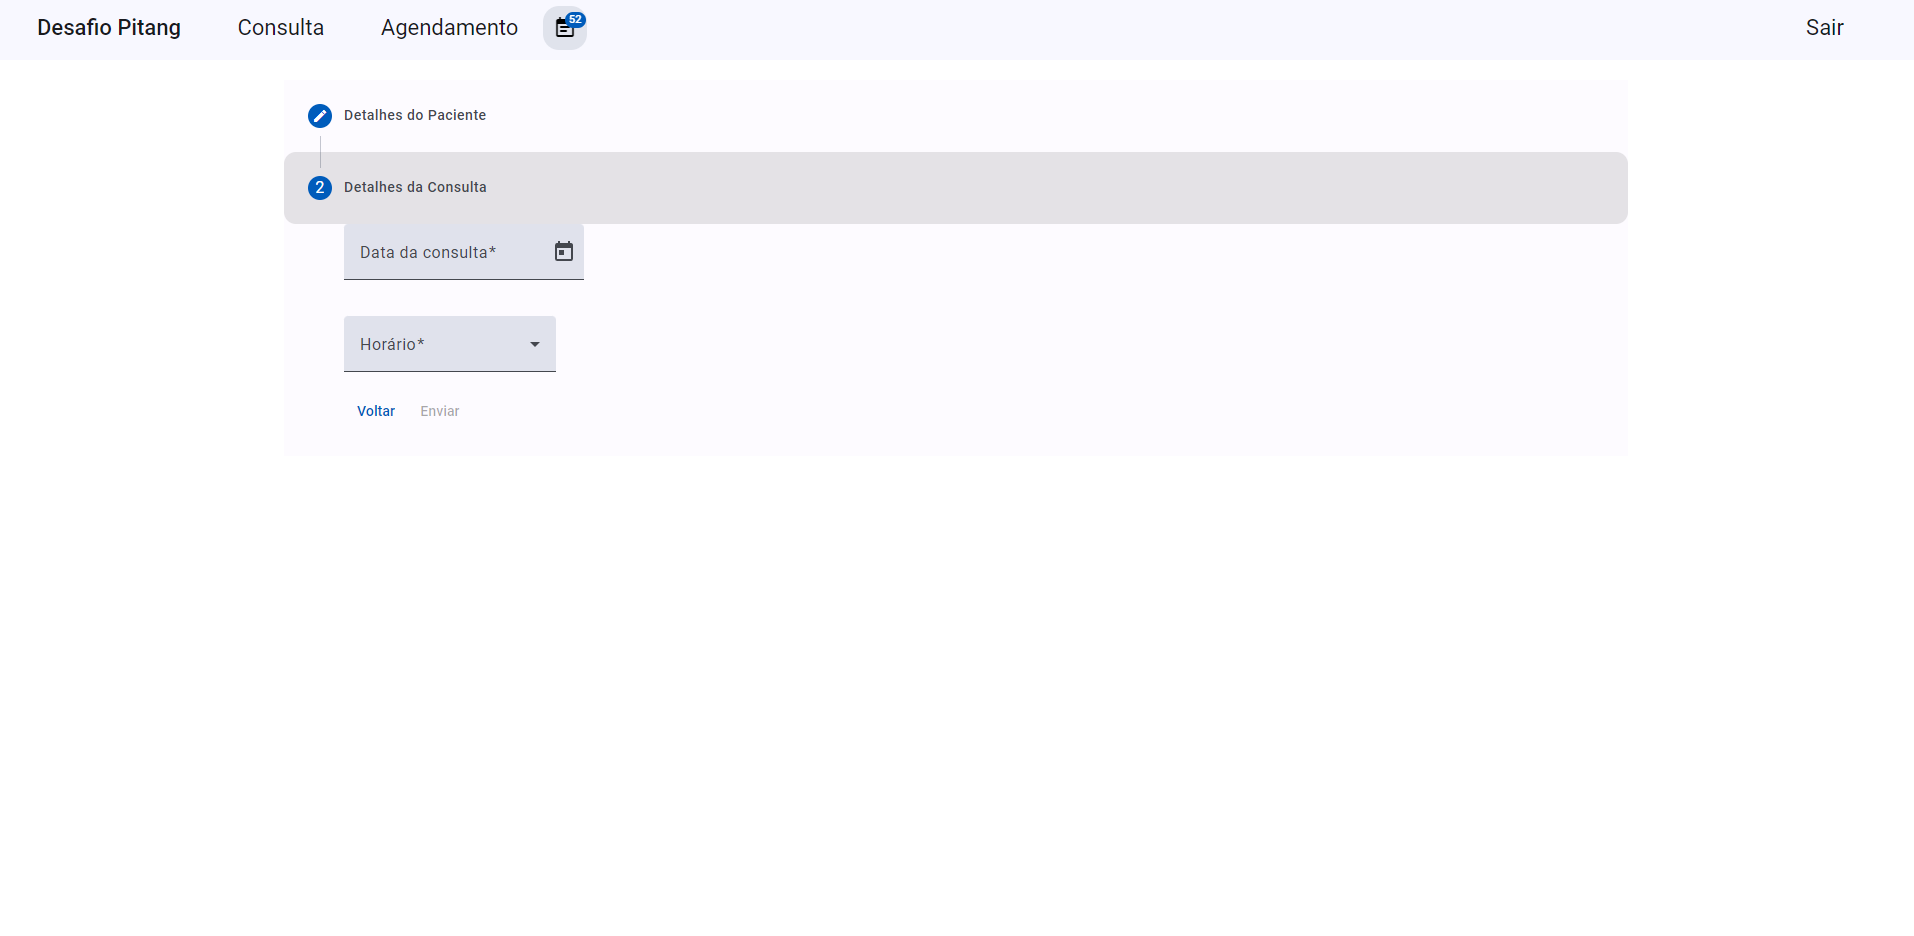 Desafio Pitang Consulta Agendamento 52 Sair
Detalhes do Paciente
2 Detalhes da Consulta
Data da consulta*
Horário*
Voltar Enviar